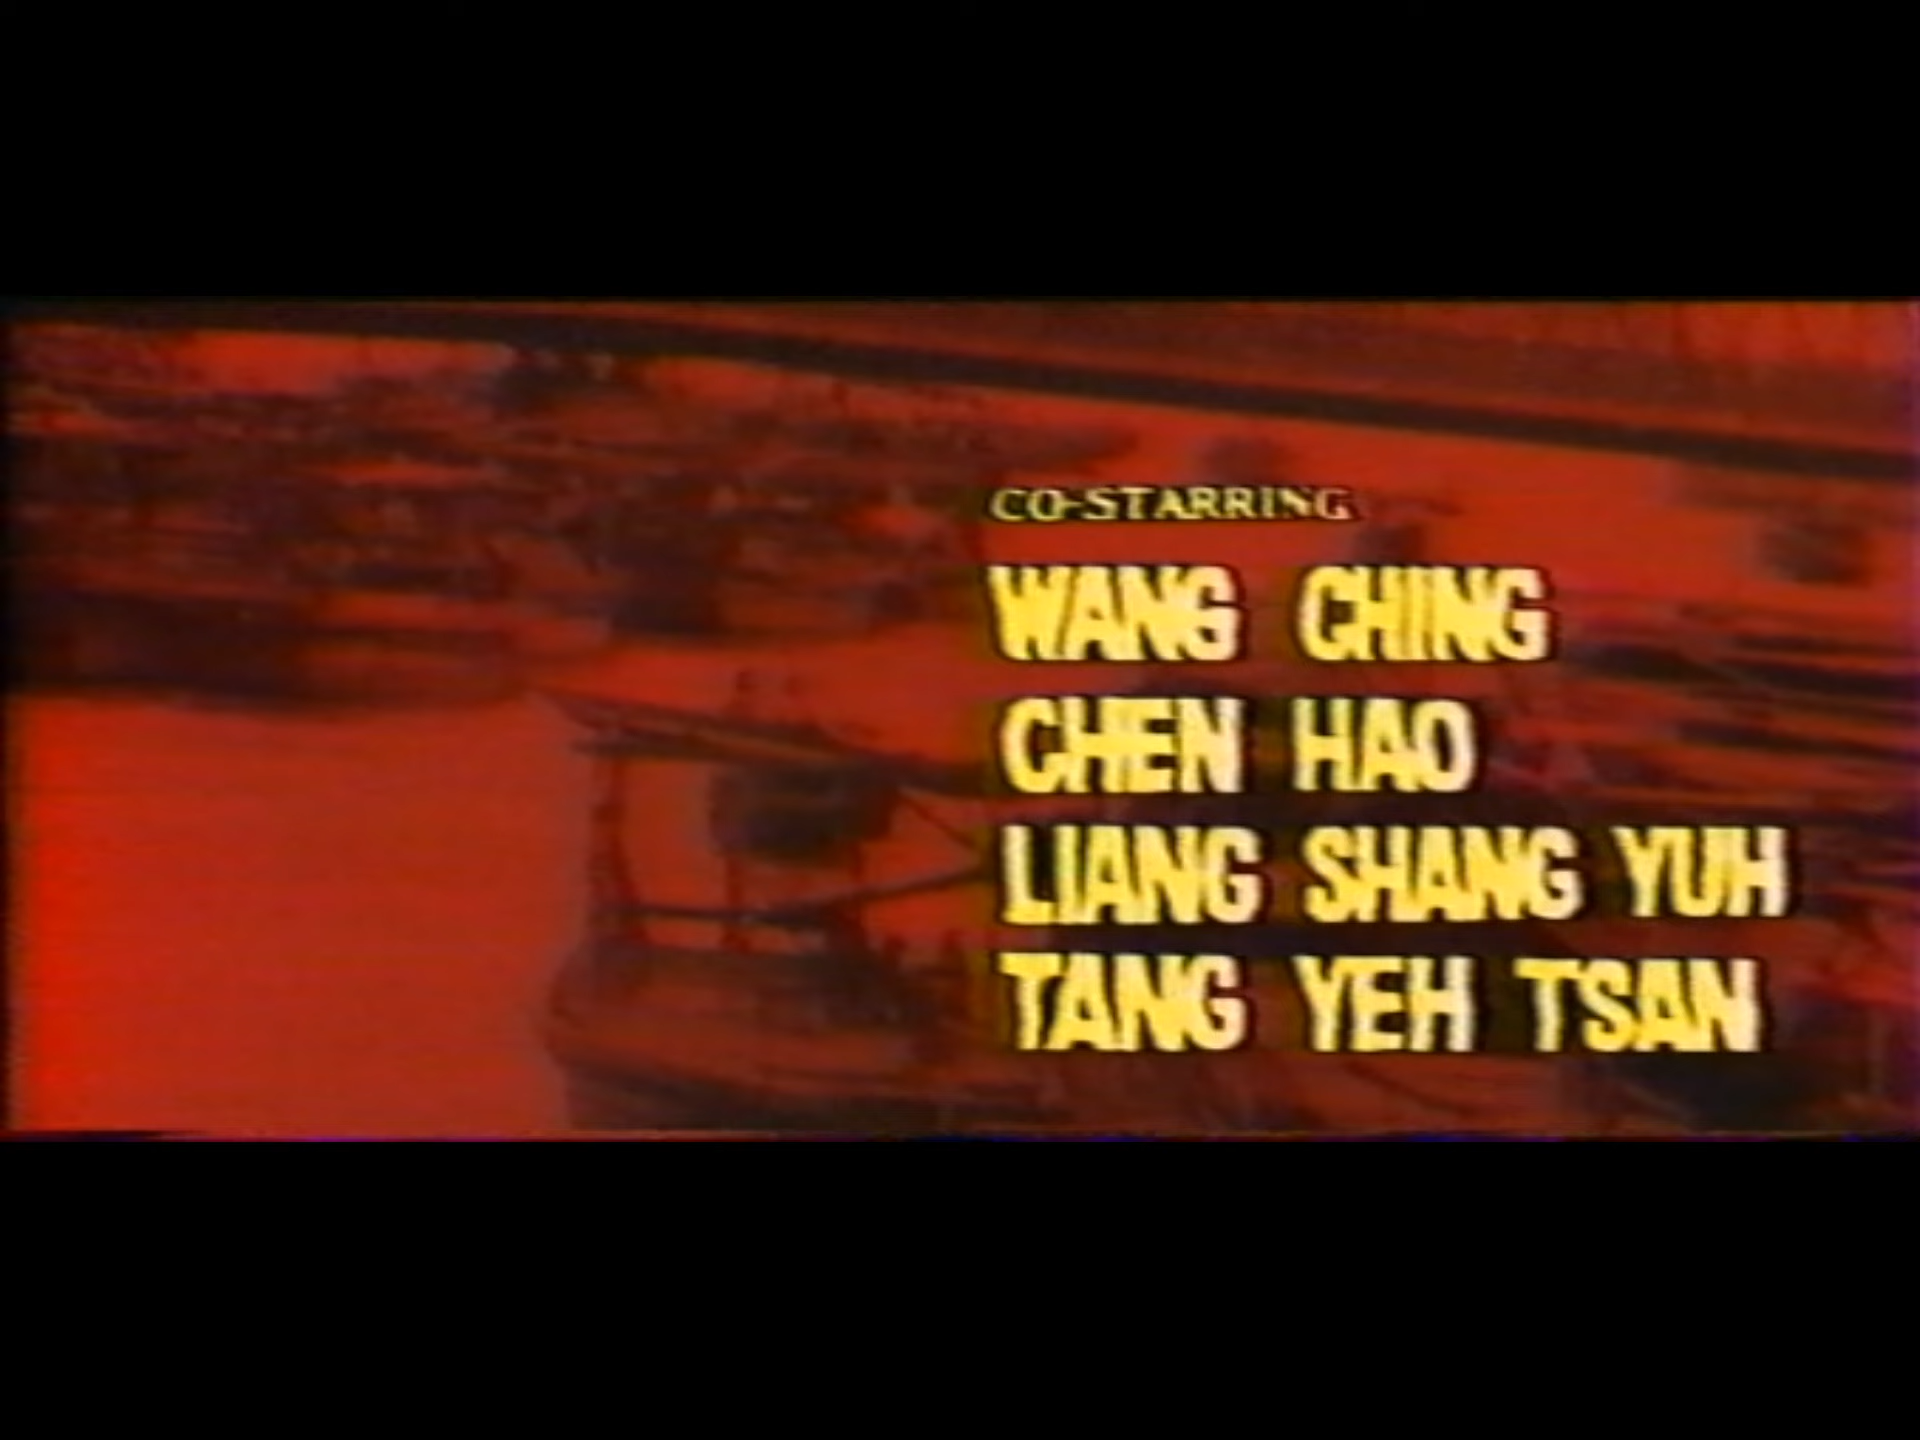 CO-STARRING
WANG CHING
CHEN HAO
LIANG SHANG YUH
TANG YEH TSAN